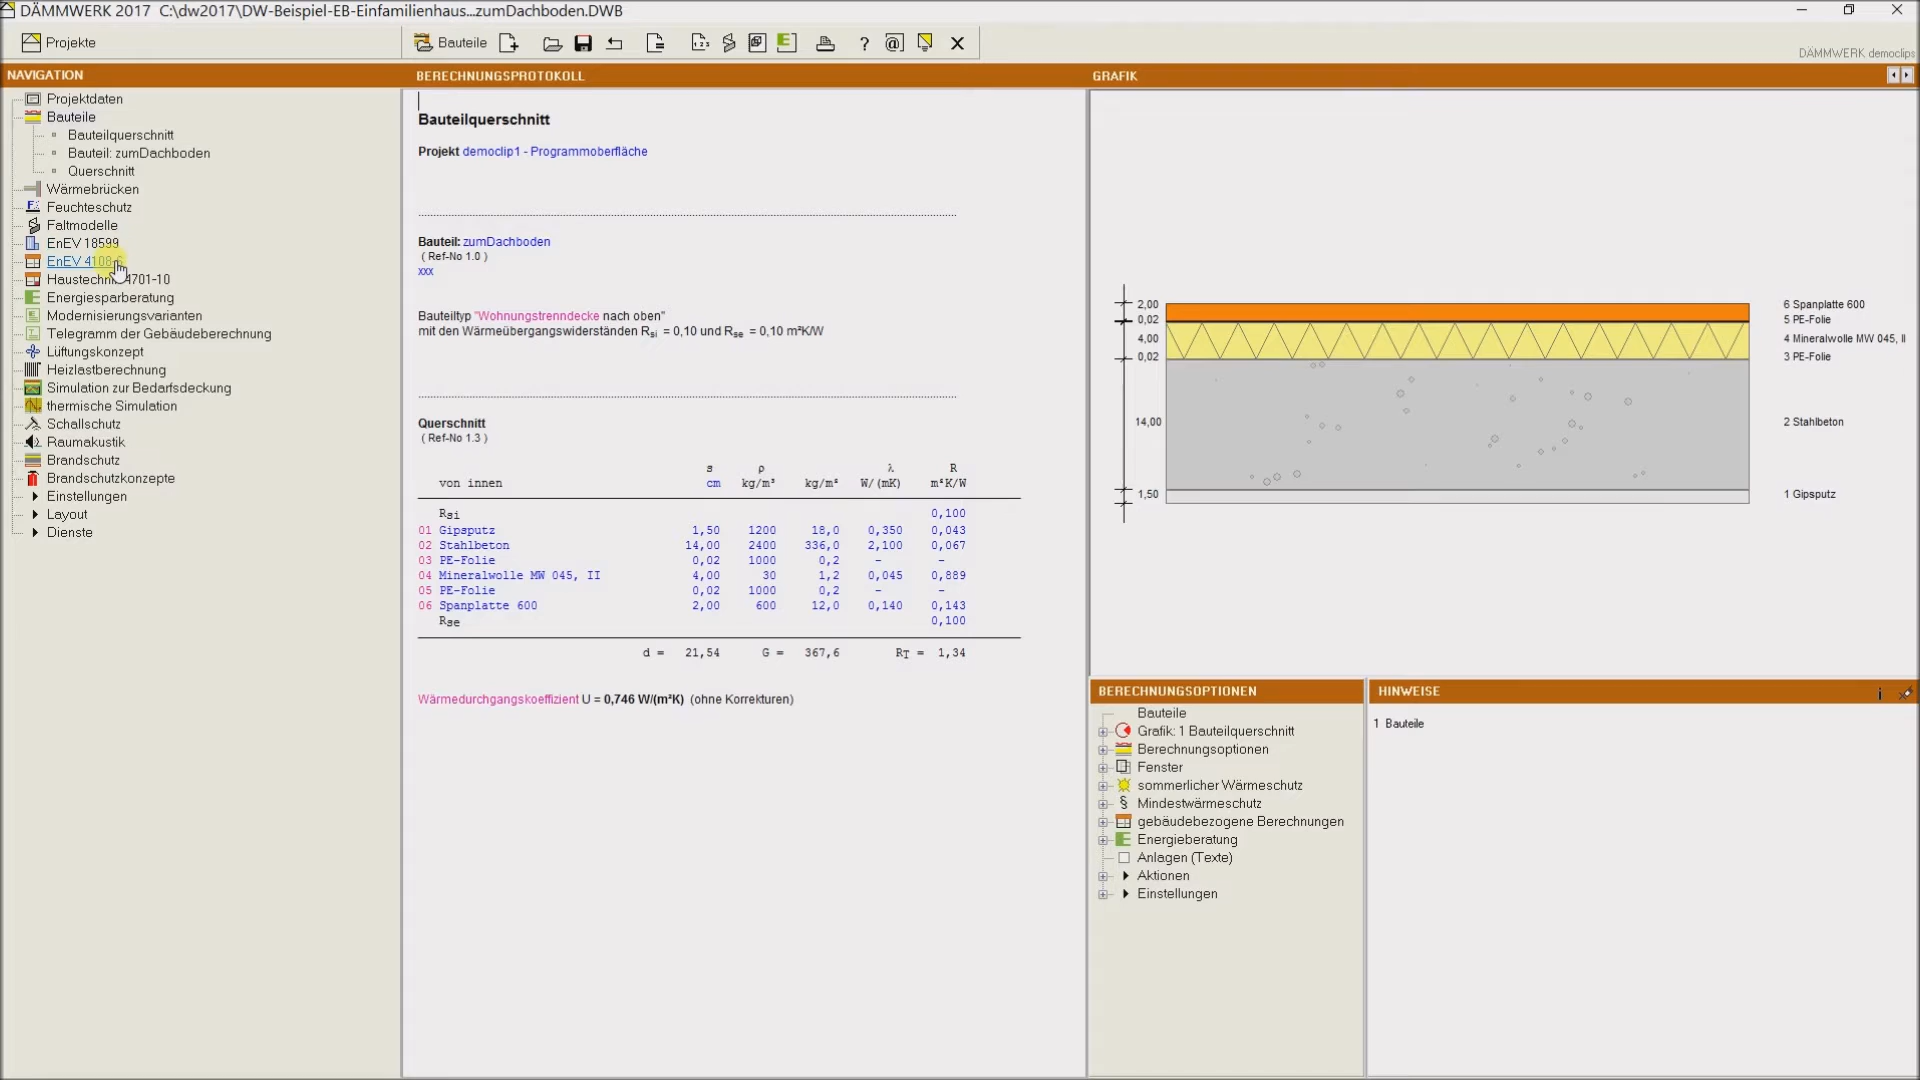 DÄMMWERK 2017 C:\dw2017\DW-Beispiel-EB-Einfamilienhaus...zumDachboden.DWB
Projekte
Bauteile
DÄMMWERK democlips
NAVIGATION
BERECHNUNGSPROTOKOLL
GRAFIK
Projektdaten
Bauteile
Bauteilquerschnitt
Bauteil: zumDachboden
Querschnitt
Wärmebrücken
Feuchteschutz
Faltmodelle
EnEV 18599
EnEV 4108-6
Haustechnik 4701-10
Energiesparberatung
Modernisierungsvarianten
Telegramm der Gebäudeberechnung
Lüftungskonzept
Heizlastberechnung
Simulation zur Bedarfsdeckung
thermische Simulation
Schallschutz
Raumakustik
Brandschutz
Brandschutzkonzepte
Einstellungen
Layout
Dienste
Bauteilquerschnitt
Projekt democlip1 - Programmoberfläche
Bauteil: zumDachboden
( Ref-No 1.0 )
xxx
Bauteiltyp "Wohnungstrenndecke nach oben"
mit den Wärmeübergangswiderständen Rsi = 0,10 und Rse = 0,10 m²K/W
Querschnitt
( Ref-No 1.3 )
s ρ λ R
von innen cm kg/m³ kg/m² W/(mK) m²K/W
Rsi 0,100
01 Gipsputz 1,50 1200 18,0 0,350 0,043
02 Stahlbeton 14,00 2400 336,0 2,100 0,067
03 PE-Folie 0,02 1000 0,2 - -
04 Mineralwolle MW 045, II 4,00 30 1,2 0,045 0,889
05 PE-Folie 0,02 1000 0,2 - -
06 Spanplatte 600 2,00 600 12,0 0,140 0,143
Rse 0,100
d = 21,54 G = 367,6 RT = 1,34
Wärmedurchgangskoeffizient U = 0,746 W/(m²K) (ohne Korrekturen)
2,00 6 Spanplatte 600
0,02 5 PE-Folie
4,00 4 Mineralwolle MW 045, II
0,02 3 PE-Folie
14,00 2 Stahlbeton
1,50 1 Gipsputz
BERECHNUNGSOPTIONEN
Bauteile
Grafik: 1 Bauteilquerschnitt
Berechnungsoptionen
Fenster
sommerlicher Wärmeschutz
§ Mindestwärmeschutz
gebäudebezogene Berechnungen
Energieberatung
Anlagen (Texte)
Aktionen
Einstellungen
HINWEISE
1 Bauteile